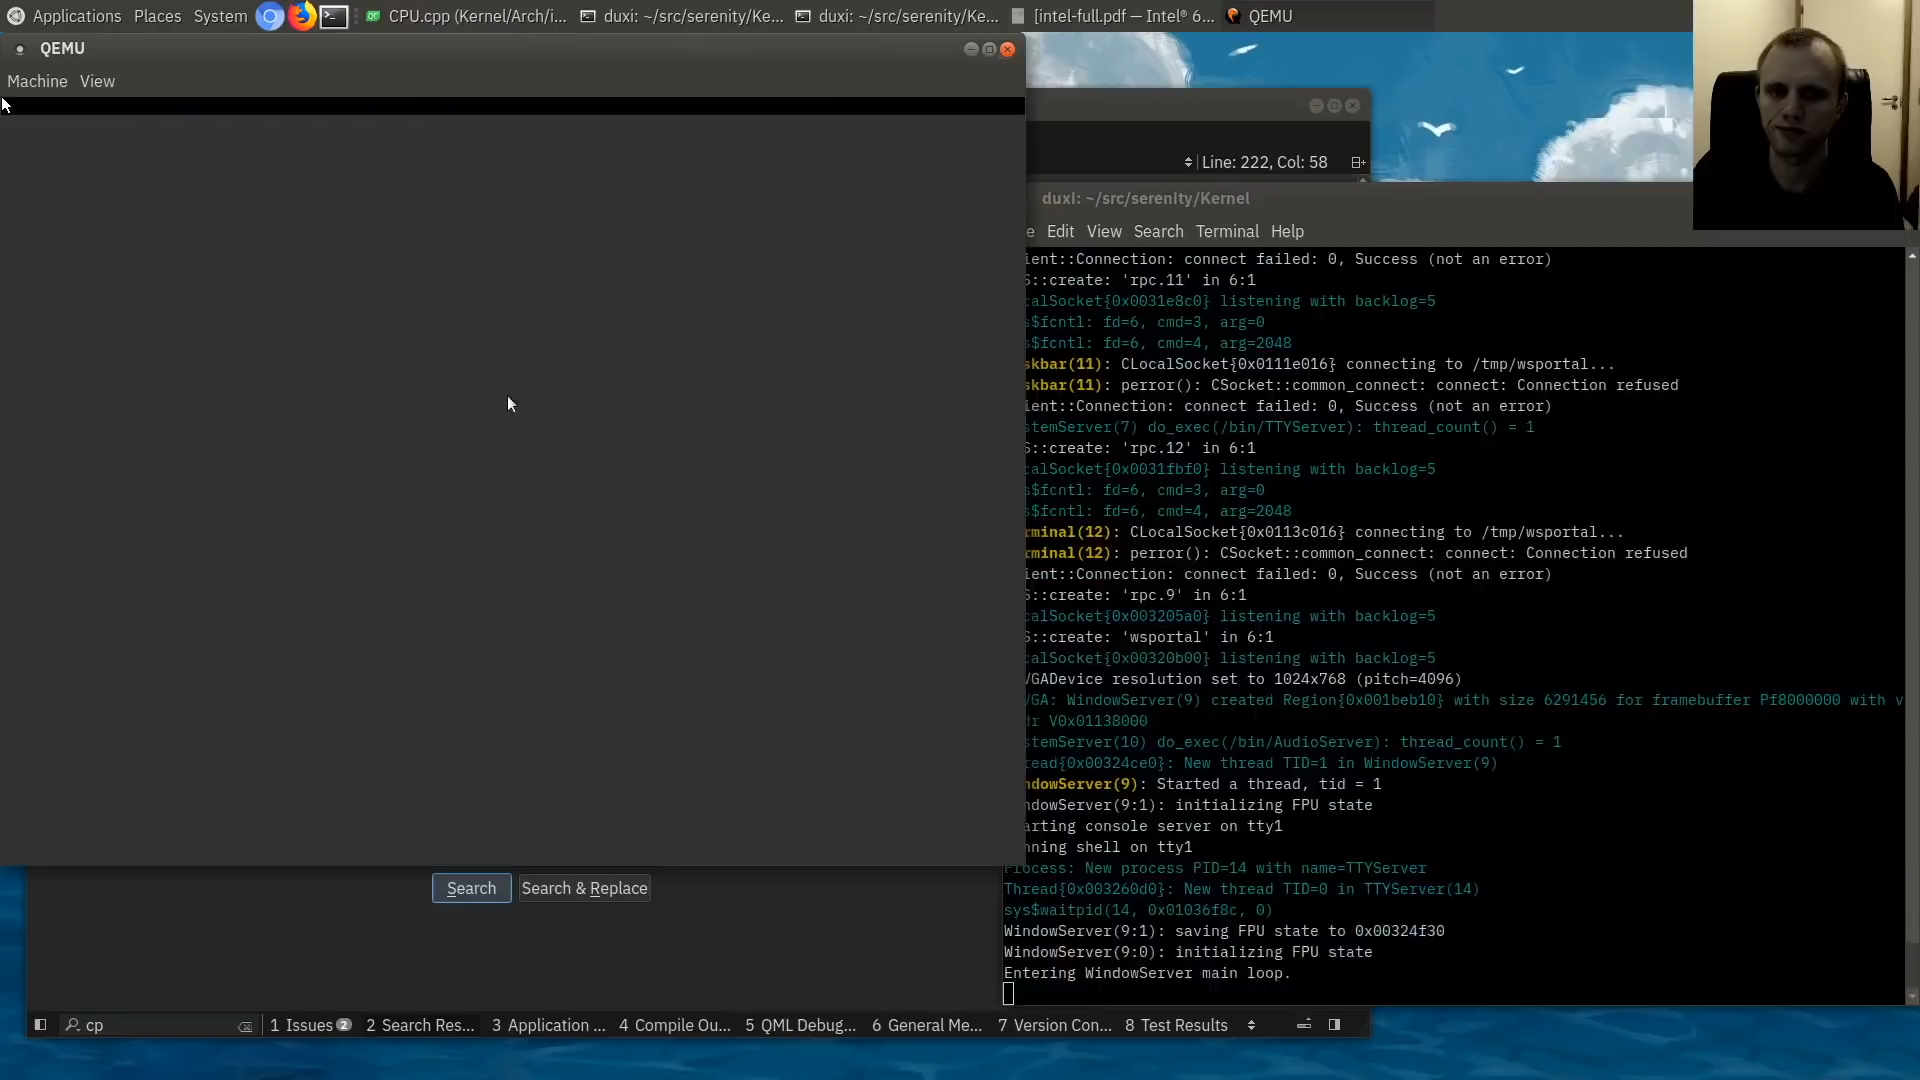 Applications Places System CPU.cpp (Kernel/Arch/i... duxi: ~/src/serenity/Ke... duxi: ~/src/serenity/Ke... [intel-full.pdf — Intel® 6... QEMU
QEMU
Machine View
Line: 222, Col: 58
duxi: ~/src/serenity/Kernel
e Edit View Search Terminal Help
ient::Connection: connect failed: 0, Success (not an error)
S::create: 'rpc.11' in 6:1
calSocket{0x0031e8c0} listening with backlog=5
s$fcntl: fd=6, cmd=3, arg=0
s$fcntl: fd=6, cmd=4, arg=2048
skbar(11): CLocalSocket{0x0111e016} connecting to /tmp/wsportal...
skbar(11): perror(): CSocket::common_connect: connect: Connection refused
ient::Connection: connect failed: 0, Success (not an error)
stemServer(7) do_exec(/bin/TTYServer): thread_count() = 1
S::create: 'rpc.12' in 6:1
calSocket{0x0031fbf0} listening with backlog=5
s$fcntl: fd=6, cmd=3, arg=0
s$fcntl: fd=6, cmd=4, arg=2048
rminal(12): CLocalSocket{0x0113c016} connecting to /tmp/wsportal...
rminal(12): perror(): CSocket::common_connect: connect: Connection refused
ient::Connection: connect failed: 0, Success (not an error)
S::create: 'rpc.9' in 6:1
calSocket{0x003205a0} listening with backlog=5
S::create: 'wsportal' in 6:1
calSocket{0x00320b00} listening with backlog=5
VGADevice resolution set to 1024x768 (pitch=4096)
VGA: WindowServer(9) created Region{0x001beb10} with size 6291456 for framebuffer Pf8000000 with v
dr V0x01138000
stemServer(10) do_exec(/bin/AudioServer): thread_count() = 1
read{0x00324ce0}: New thread TID=1 in WindowServer(9)
ndowServer(9): Started a thread, tid = 1
ndowServer(9:1): initializing FPU state
arting console server on tty1
nning shell on tty1
Process: New process PID=14 with name=TTYServer
Thread{0x003260d0}: New thread TID=0 in TTYServer(14)
sys$waitpid(14, 0x01036f8c, 0)
WindowServer(9:1): saving FPU state to 0x00324f30
WindowServer(9:0): initializing FPU state
Entering WindowServer main loop.
Search Search & Replace
cp 1 Issues 2 2 Search Res... 3 Application ... 4 Compile Ou... 5 QML Debug... 6 General Me... 7 Version Con... 8 Test Results